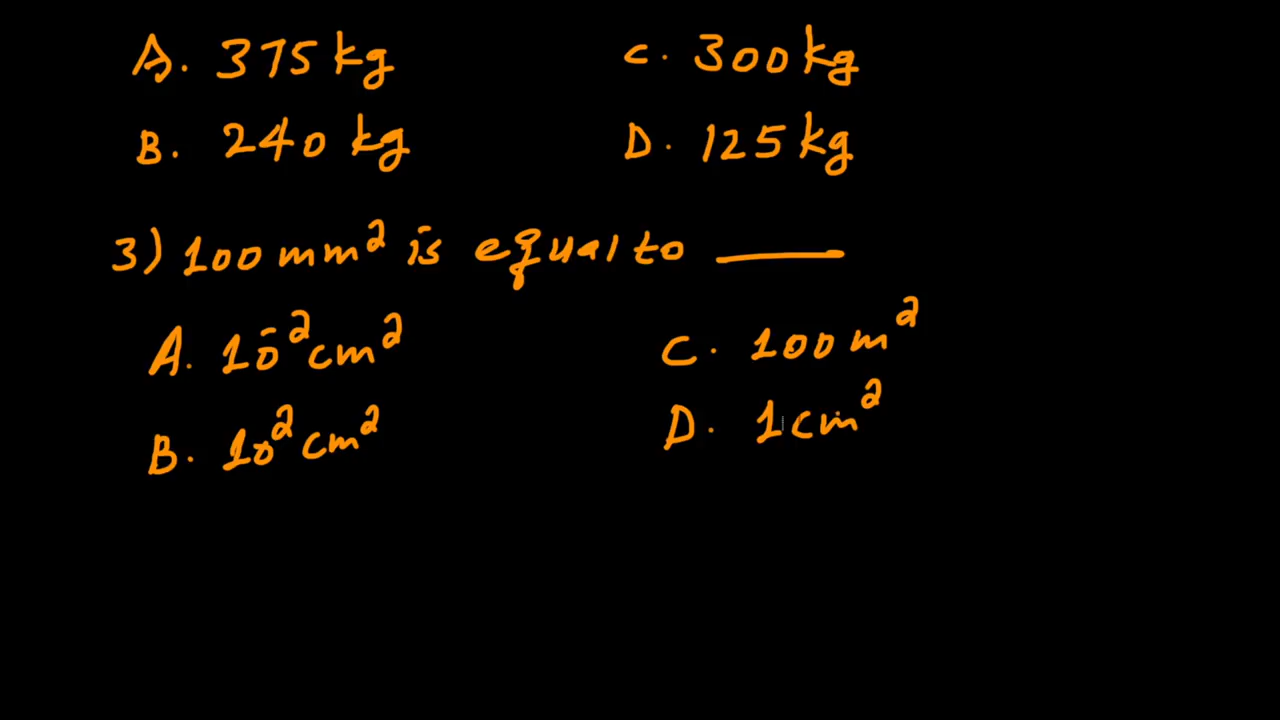 A. 375 kg C. 300 kg
B. 240 kg D. 125 kg
3) 100 mm² is equal to ____
A. 10⁻² cm² C. 100 m²
B. 10² cm² D. 1 cm²